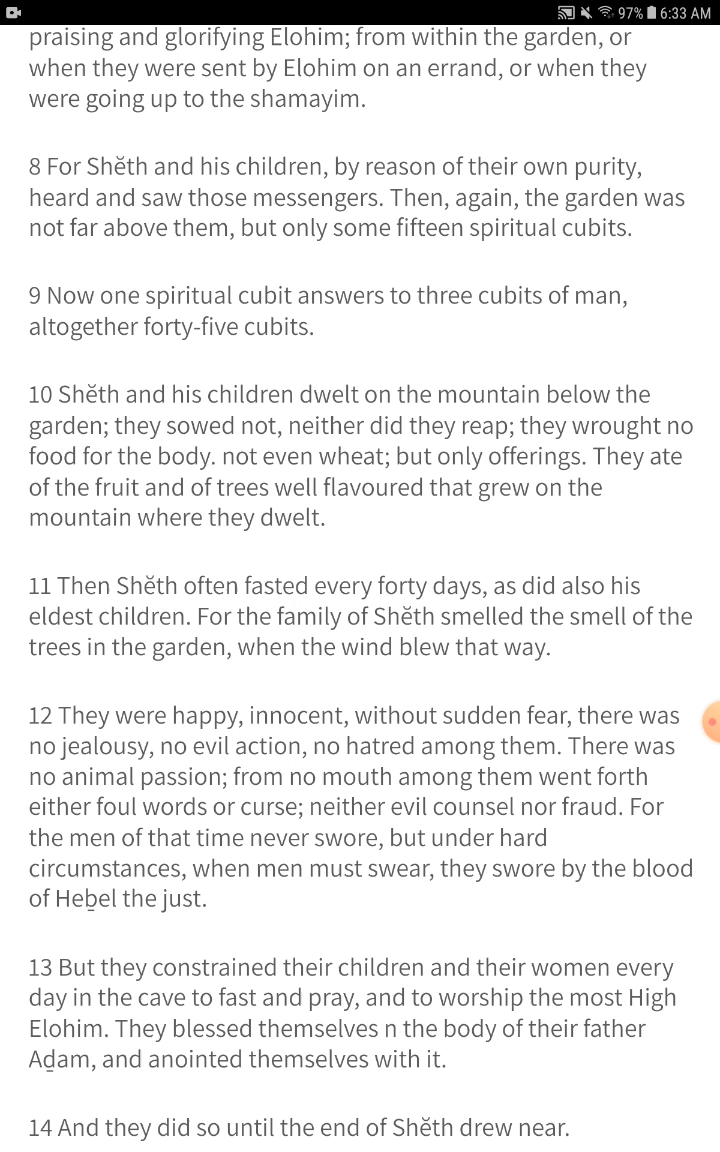 97% 6:33 AM
praising and glorifying Elohim; from within the garden, or
when they were sent by Elohim on an errand, or when they
were going up to the shamayim.
8 For Shĕth and his children, by reason of their own purity,
heard and saw those messengers. Then, again, the garden was
not far above them, but only some fifteen spiritual cubits.
9 Now one spiritual cubit answers to three cubits of man,
altogether forty-five cubits.
10 Shĕth and his children dwelt on the mountain below the
garden; they sowed not, neither did they reap; they wrought no
food for the body. not even wheat; but only offerings. They ate
of the fruit and of trees well flavoured that grew on the
mountain where they dwelt.
11 Then Shĕth often fasted every forty days, as did also his
eldest children. For the family of Shĕth smelled the smell of the
trees in the garden, when the wind blew that way.
12 They were happy, innocent, without sudden fear, there was
no jealousy, no evil action, no hatred among them. There was
no animal passion; from no mouth among them went forth
either foul words or curse; neither evil counsel nor fraud. For
the men of that time never swore, but under hard
circumstances, when men must swear, they swore by the blood
of Heḇel the just.
13 But they constrained their children and their women every
day in the cave to fast and pray, and to worship the most High
Elohim. They blessed themselves n the body of their father
Aḏam, and anointed themselves with it.
14 And they did so until the end of Shĕth drew near.